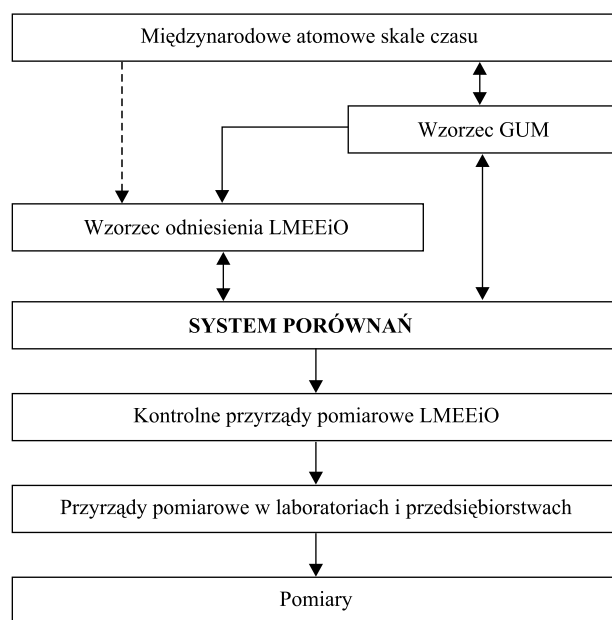 Międzynarodowe atomowe skale czasu
Wzorzec GUM
Wzorzec odniesienia LMEEiO
SYSTEM PORÓWNAŃ
Kontrolne przyrządy pomiarowe LMEEiO
Przyrządy pomiarowe w laboratoriach i przedsiębiorstwach
Pomiary